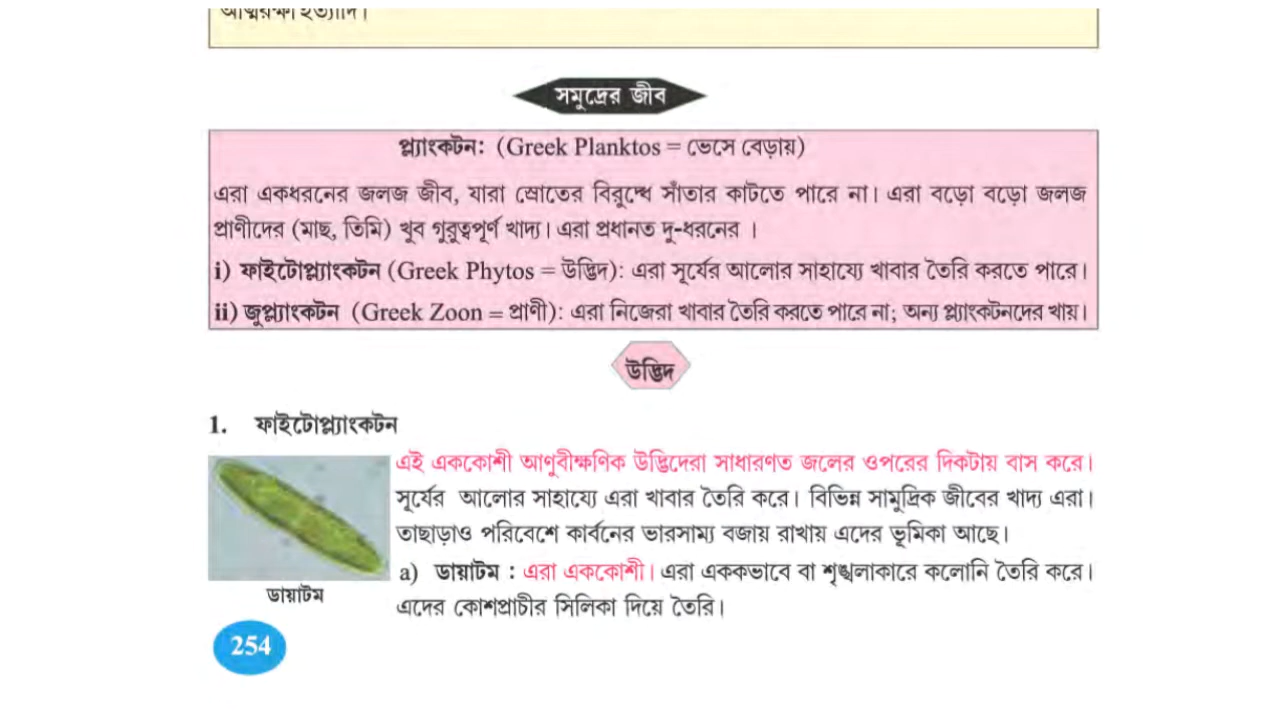 আত্মরক্ষা ইত্যাদি।
সমুদ্রের জীব
প্ল্যাংকটন: (Greek Planktos = ভেসে বেড়ায়)
এরা একধরনের জলজ জীব, যারা স্রোতের বিরুদ্ধে সাঁতার কাটতে পারে না। এরা বড়ো বড়ো জলজ
প্রাণীদের (মাছ, তিমি) খুব গুরুত্বপূর্ণ খাদ্য। এরা প্রধানত দু-ধরনের ।
i) ফাইটোপ্ল্যাংকটন (Greek Phytos = উদ্ভিদ): এরা সূর্যের আলোর সাহায্যে খাবার তৈরি করতে পারে।
ii) জুপ্ল্যাংকটন (Greek Zoon = প্রাণী): এরা নিজেরা খাবার তৈরি করতে পারে না; অন্য প্ল্যাংকটনদের খায়।
উদ্ভিদ
1. ফাইটোপ্ল্যাংকটন
এই এককোশী আণুবীক্ষণিক উদ্ভিদেরা সাধারণত জলের ওপরের দিকটায় বাস করে।
সূর্যের আলোর সাহায্যে এরা খাবার তৈরি করে। বিভিন্ন সামুদ্রিক জীবের খাদ্য এরা।
তাছাড়াও পরিবেশে কার্বনের ভারসাম্য বজায় রাখায় এদের ভূমিকা আছে।
a) ডায়াটম : এরা এককোশী। এরা এককভাবে বা শৃঙ্খলাকারে কলোনি তৈরি করে।
এদের কোশপ্রাচীর সিলিকা দিয়ে তৈরি।
ডায়াটম
254